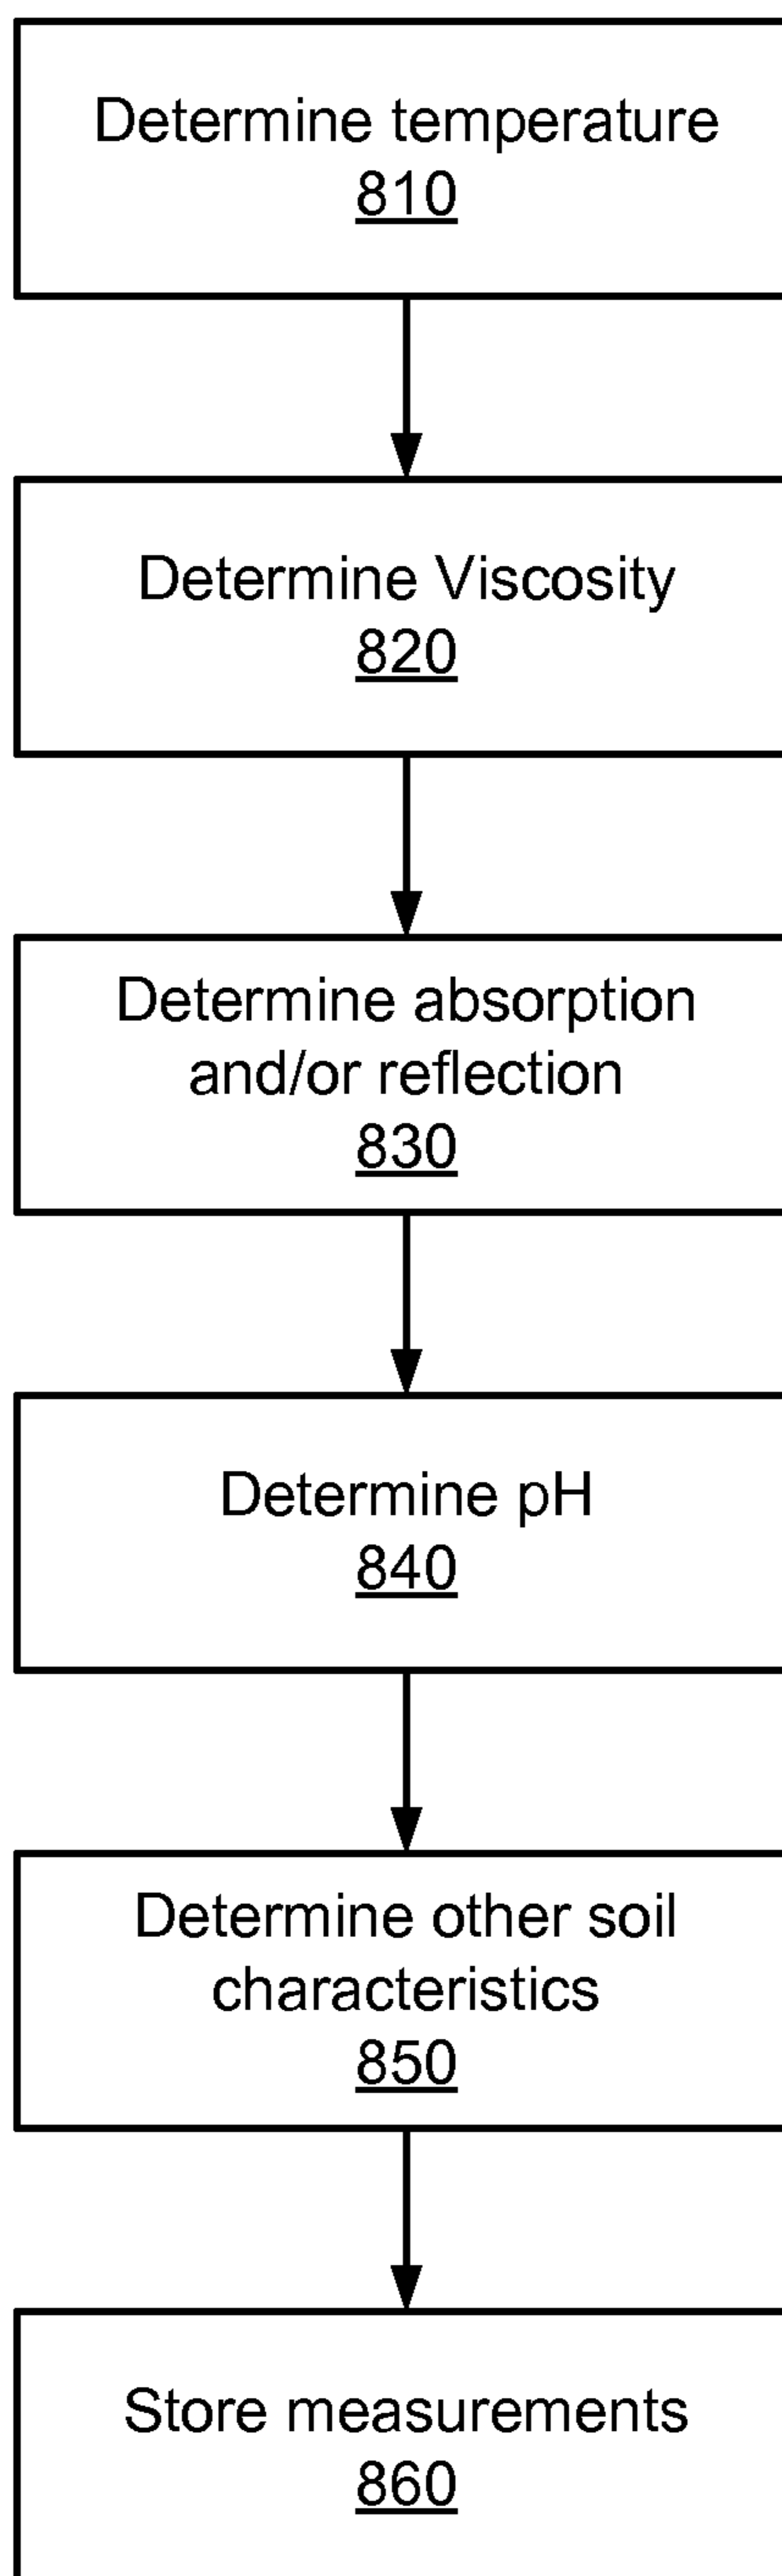 Determine temperature
810
Determine Viscosity
820
Determine absorption
and/or reflection
830
Determine pH
840
Determine other soil
characteristics
850
Store measurements
860